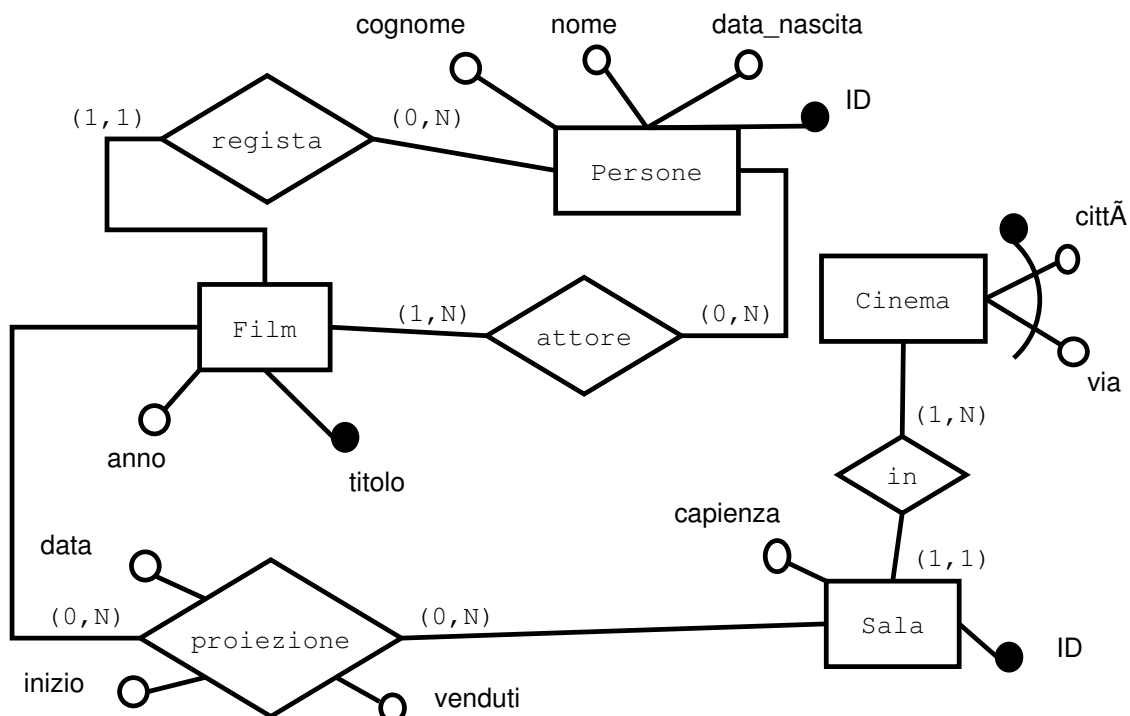 cognome nome data_nascita
ID
(1,1) (0,N)
regista
Persone
cittÃ
Cinema
Film (1,N) attore (0,N)
via
(1,N)
anno
titolo
in
capienza
data
(1,1)
(0,N) (0,N)
proiezione
Sala
ID
inizio
venduti